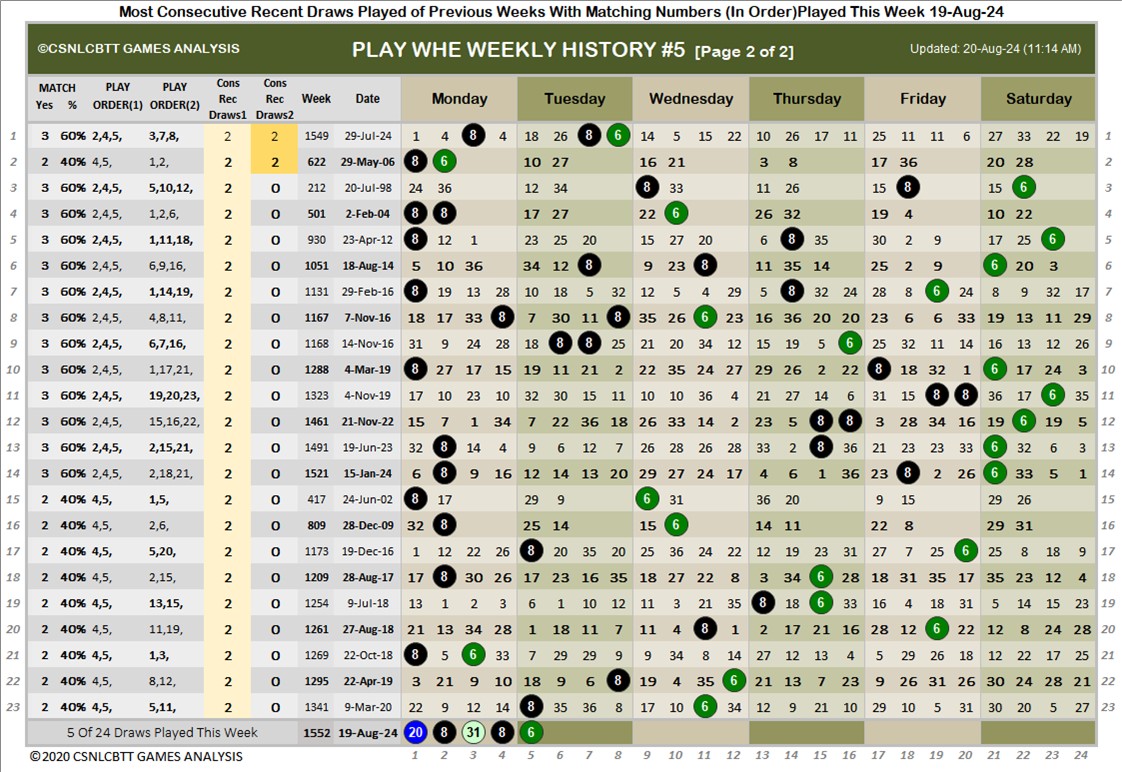 Most Consecutive Recent Draws Played of Previous Weeks With Matching Numbers (In Order)Played This Week 19-Aug-24
©CSNLCBTT GAMES ANALYSIS PLAY WHE WEEKLY HISTORY #5 [Page 2 of 2] Updated: 20-Aug-24 (11:14 AM)
MATCH Yes % PLAY ORDER(1) PLAY ORDER(2) Cons Rec Draws1 Cons Rec Draws2 Week Date Monday Tuesday Wednesday Thursday Friday Saturday
1 3 60% 2,4,5, 3,7,8, 2 2 1549 29-Jul-24 1 4 8 4 18 26 8 6 14 5 15 22 10 26 17 11 25 11 11 6 27 33 22 19 1
2 2 40% 4,5, 1,2, 2 2 622 29-May-06 8 6 10 27 16 21 3 8 17 36 20 28 2
3 3 60% 2,4,5, 5,10,12, 2 0 212 20-Jul-98 24 36 12 34 8 33 11 26 15 8 15 6 3
4 3 60% 2,4,5, 1,2,6, 2 0 501 2-Feb-04 8 8 17 27 22 6 26 32 19 4 10 22 4
5 3 60% 2,4,5, 1,11,18, 2 0 930 23-Apr-12 8 12 1 23 25 20 15 27 20 6 8 35 30 2 9 17 25 6 5
6 3 60% 2,4,5, 6,9,16, 2 0 1051 18-Aug-14 5 10 36 34 12 8 9 23 8 11 35 14 25 2 9 6 20 3 6
7 3 60% 2,4,5, 1,14,19, 2 0 1131 29-Feb-16 8 19 13 28 10 18 5 32 12 5 4 29 5 8 32 24 28 8 6 24 8 9 32 17 7
8 3 60% 2,4,5, 4,8,11, 2 0 1167 7-Nov-16 18 17 33 8 7 30 11 8 35 26 6 23 16 36 20 20 23 6 6 33 19 13 11 29 8
9 3 60% 2,4,5, 6,7,16, 2 0 1168 14-Nov-16 31 9 24 28 18 8 8 25 21 20 34 12 15 19 5 6 25 32 11 14 16 13 12 26 9
10 3 60% 2,4,5, 1,17,21, 2 0 1288 4-Mar-19 8 27 17 15 19 11 21 2 22 35 24 27 29 26 2 22 8 18 32 1 6 17 24 3 10
11 3 60% 2,4,5, 19,20,23, 2 0 1323 4-Nov-19 17 10 23 10 32 30 15 11 10 10 36 4 21 27 14 6 31 15 8 8 36 17 6 35 11
12 3 60% 2,4,5, 15,16,22, 2 0 1461 21-Nov-22 15 7 1 34 7 22 36 18 26 33 14 2 23 5 8 8 3 28 34 16 19 6 19 5 12
13 3 60% 2,4,5, 2,15,21, 2 0 1491 19-Jun-23 32 8 14 4 9 6 12 7 26 28 26 28 33 2 8 36 21 23 23 33 6 32 6 3 13
14 3 60% 2,4,5, 2,18,21, 2 0 1521 15-Jan-24 6 8 9 16 12 14 13 20 29 27 24 17 4 6 1 36 23 8 2 26 6 33 5 1 14
15 2 40% 4,5, 1,5, 2 0 417 24-Jun-02 8 17 29 9 6 31 36 20 9 15 29 26 15
16 2 40% 4,5, 2,6, 2 0 809 28-Dec-09 32 8 25 14 15 6 14 11 22 8 29 31 16
17 2 40% 4,5, 5,20, 2 0 1173 19-Dec-16 1 12 22 26 8 20 35 20 25 36 24 22 12 19 23 31 27 7 25 6 25 8 18 9 17
18 2 40% 4,5, 2,15, 2 0 1209 28-Aug-17 17 8 30 26 17 23 16 35 18 27 22 8 3 34 6 28 18 31 35 17 35 23 12 4 18
19 2 40% 4,5, 13,15, 2 0 1254 9-Jul-18 13 1 2 3 6 1 10 12 11 3 21 35 8 18 6 33 16 4 18 31 5 14 15 23 19
20 2 40% 4,5, 11,19, 2 0 1261 27-Aug-18 21 13 34 28 1 18 11 7 11 4 8 1 2 17 21 16 28 12 6 22 12 8 24 28 20
21 2 40% 4,5, 1,3, 2 0 1269 22-Oct-18 8 5 6 33 7 29 29 9 9 34 8 14 27 12 13 4 5 29 26 18 12 22 17 25 21
22 2 40% 4,5, 8,12, 2 0 1295 22-Apr-19 3 21 9 10 18 9 6 8 19 4 35 6 21 13 7 23 9 26 31 26 30 24 28 21 22
23 2 40% 4,5, 5,11, 2 0 1341 9-Mar-20 22 9 12 14 8 35 36 8 17 10 6 34 12 9 21 10 29 10 5 31 30 20 5 27 23
5 Of 24 Draws Played This Week 1552 19-Aug-24 20 8 31 8 6
©2020 CSNLCBTT GAMES ANALYSIS 1 2 3 4 5 6 7 8 9 10 11 12 13 14 15 16 17 18 19 20 21 22 23 24